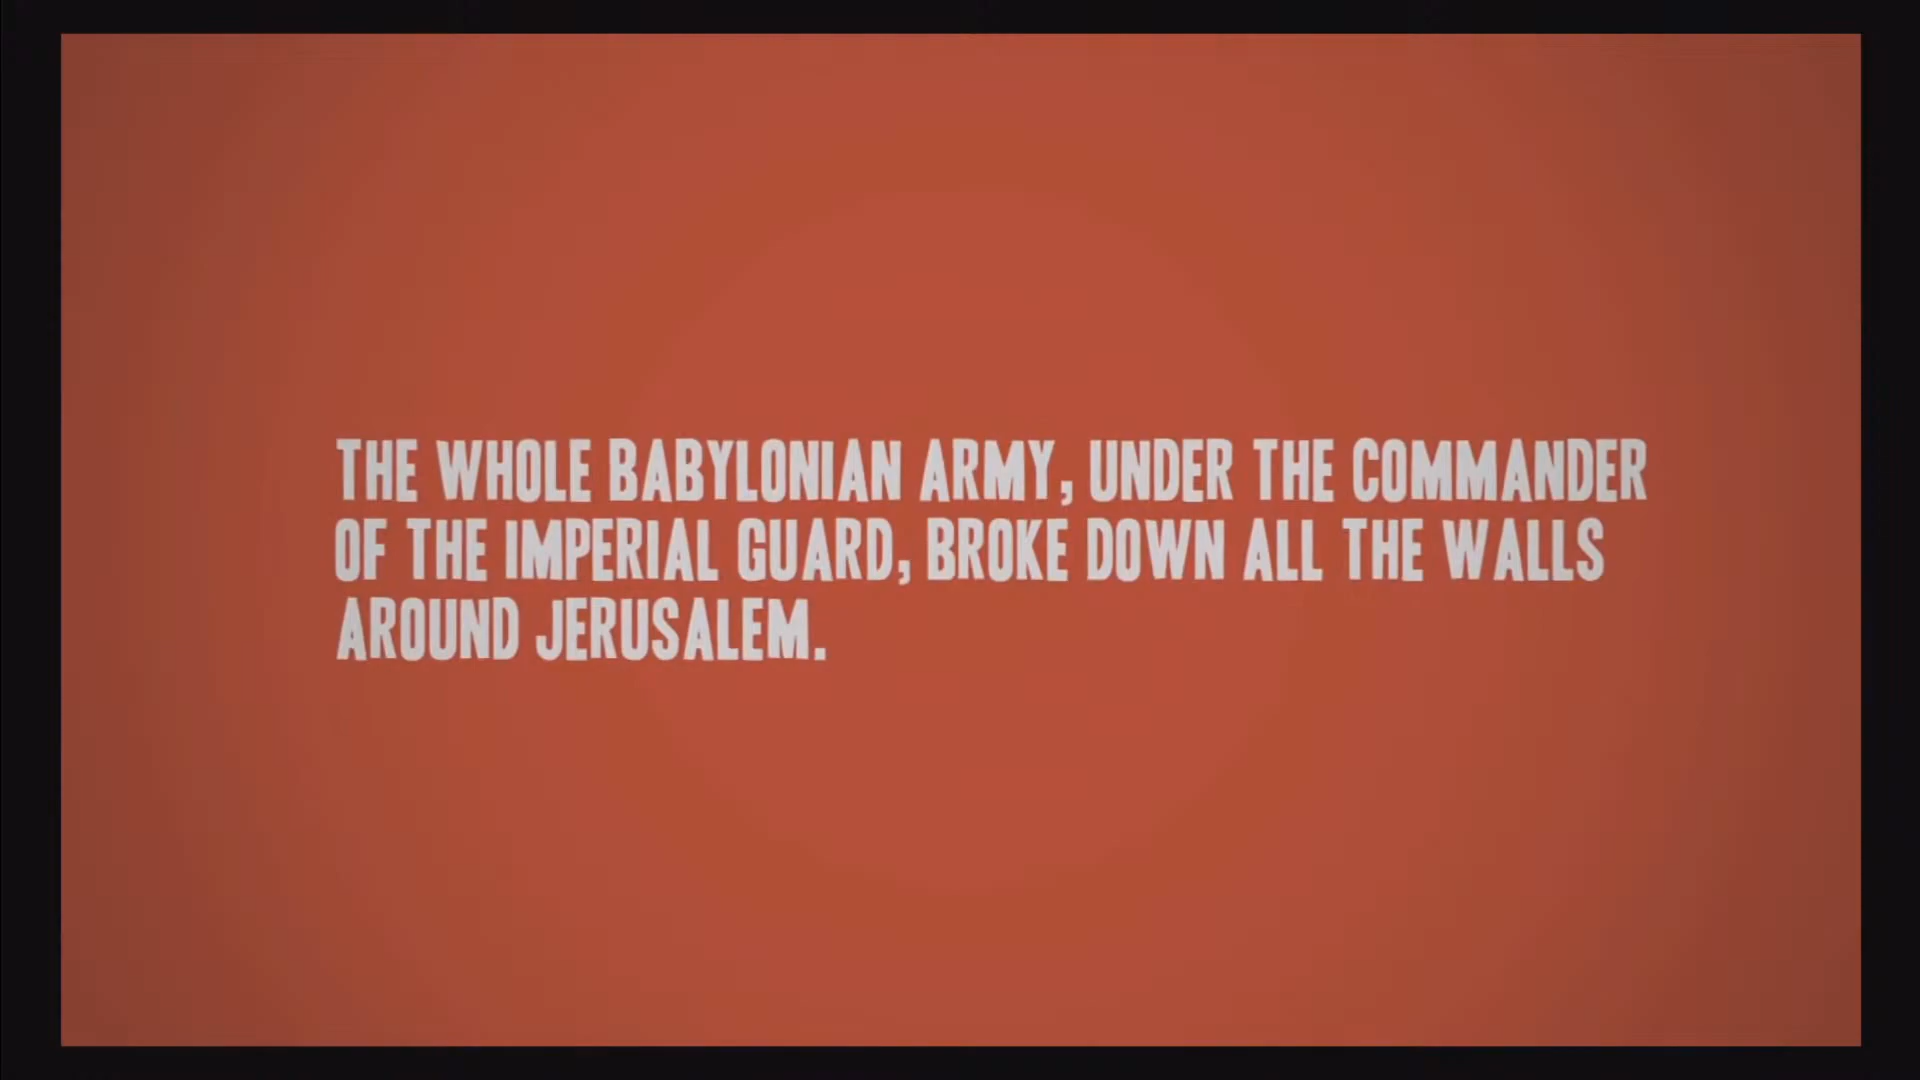 THE WHOLE BABYLONIAN ARMY, UNDER THE COMMANDER
OF THE IMPERIAL GUARD, BROKE DOWN ALL THE WALLS
AROUND JERUSALEM.